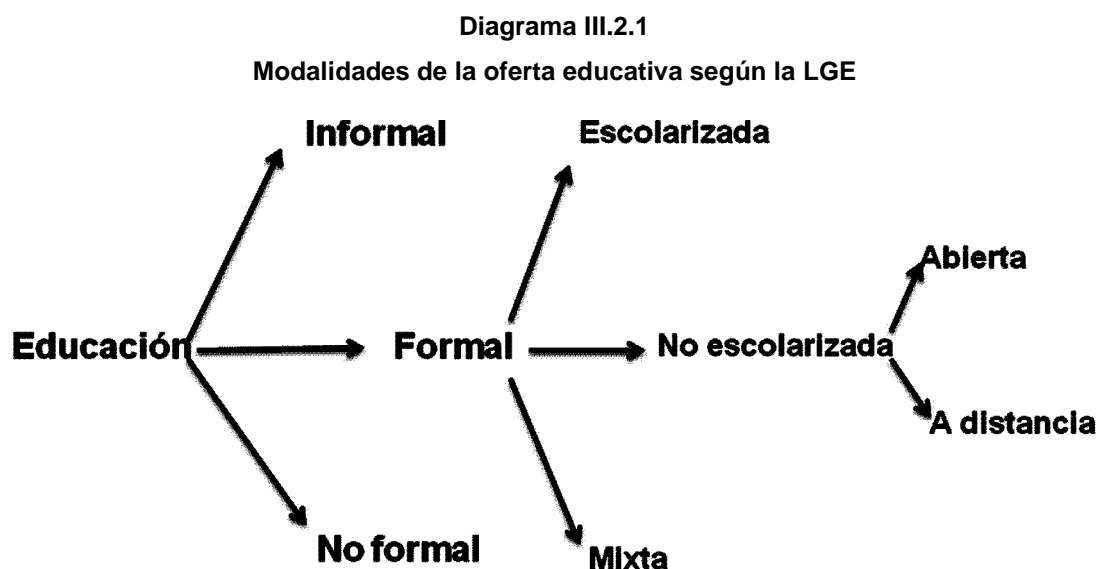 Diagrama III.2.1
Modalidades de la oferta educativa según la LGE
Informal
Escolarizada
Abierta
Educación
Formal
No escolarizada
A distancia
No formal
Mixta